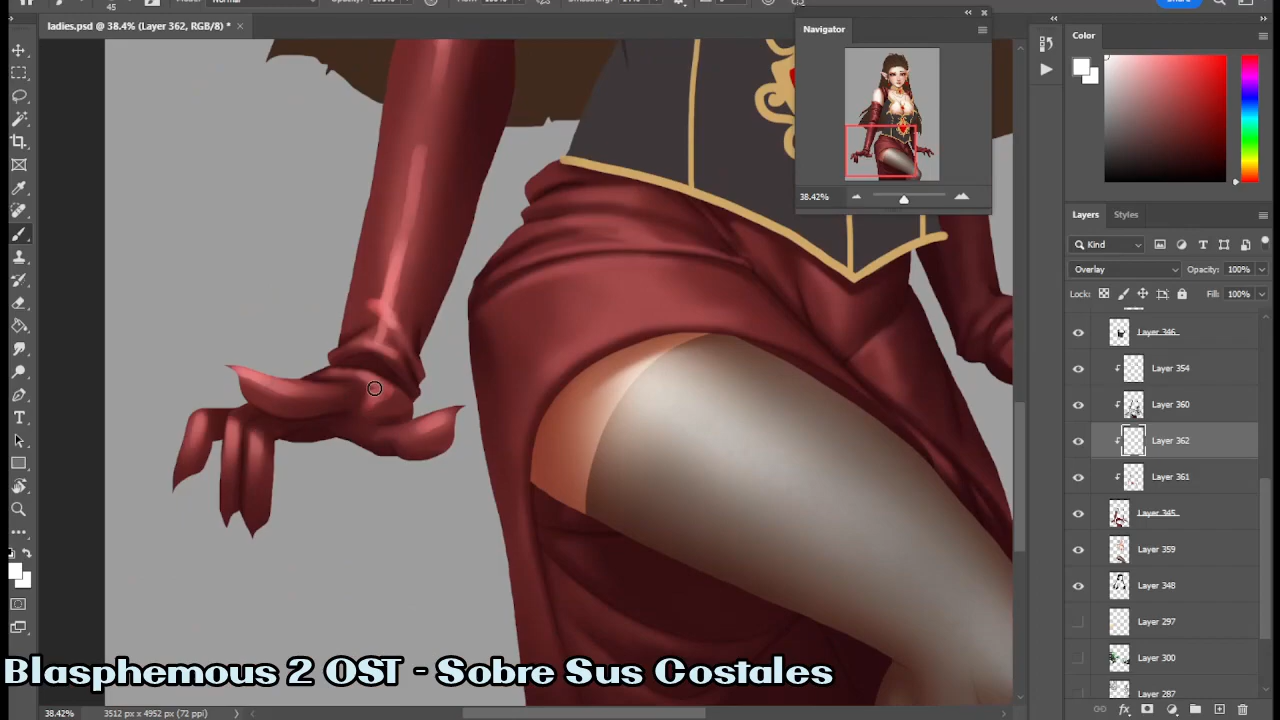 45
ladies.psd @ 38.4% (Layer 362, RGB/8) *
Navigator
38.42%
Color
Layers
Styles
Kind
Overlay
Opacity: 100%
Lock:
Fill: 100%
Layer 346
Layer 354
Layer 360
Layer 362
Layer 361
Layer 345
Layer 359
Layer 348
Layer 297
Layer 300
Layer 287
Blasphemous 2 OST - Sobre Sus Costales
38.42%
3512 px x 4952 px (72 ppi)